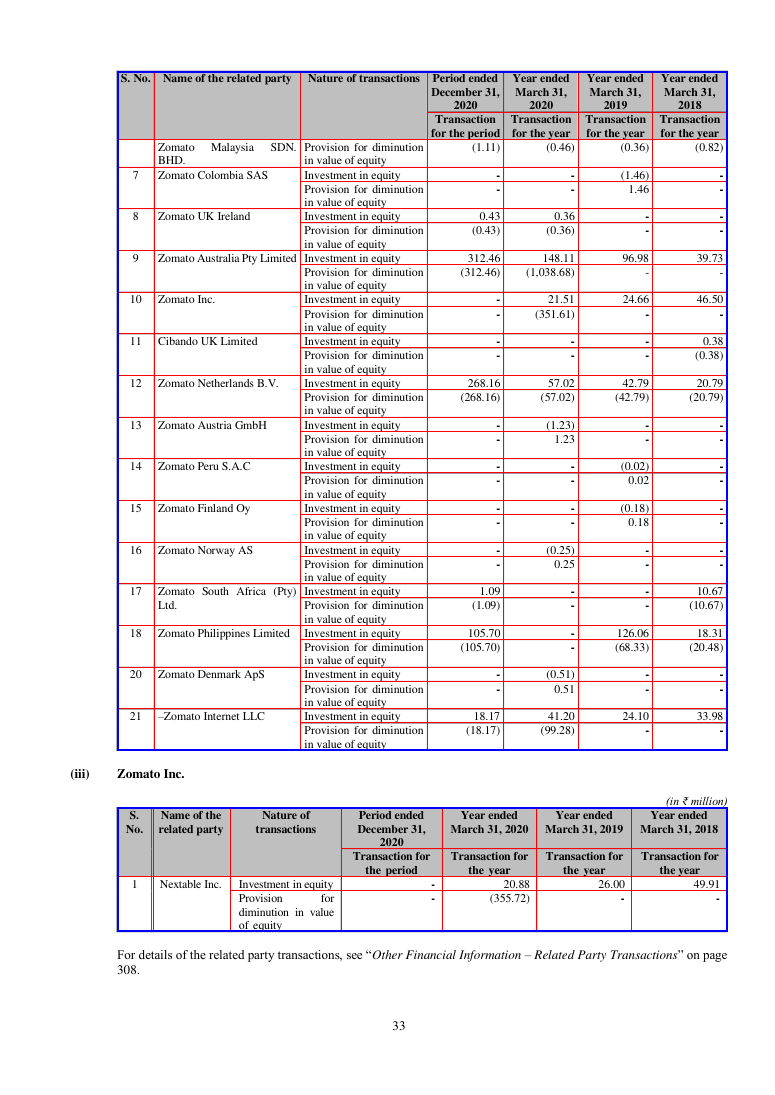 S. No. Name of the related party Nature of transactions Period ended December 31, 2020 Year ended March 31, 2020 Year ended March 31, 2019 Year ended March 31, 2018
Transaction for the period Transaction for the year Transaction for the year Transaction for the year
Zomato Malaysia SDN. BHD. Provision for diminution in value of equity (1.11) (0.46) (0.36) (0.82)
7 Zomato Colombia SAS Investment in equity - - (1.46) -
Provision for diminution in value of equity - - 1.46 -
8 Zomato UK Ireland Investment in equity 0.43 0.36 - -
Provision for diminution in value of equity (0.43) (0.36) - -
9 Zomato Australia Pty Limited Investment in equity 312.46 148.11 96.98 39.73
Provision for diminution in value of equity (312.46) (1,038.68) - -
10 Zomato Inc. Investment in equity - 21.51 24.66 46.50
Provision for diminution in value of equity - (351.61) - -
11 Cibando UK Limited Investment in equity - - - 0.38
Provision for diminution in value of equity - - - (0.38)
12 Zomato Netherlands B.V. Investment in equity 268.16 57.02 42.79 20.79
Provision for diminution in value of equity (268.16) (57.02) (42.79) (20.79)
13 Zomato Austria GmbH Investment in equity - (1.23) - -
Provision for diminution in value of equity - 1.23 - -
14 Zomato Peru S.A.C Investment in equity - - (0.02) -
Provision for diminution in value of equity - - 0.02 -
15 Zomato Finland Oy Investment in equity - - (0.18) -
Provision for diminution in value of equity - - 0.18 -
16 Zomato Norway AS Investment in equity - (0.25) - -
Provision for diminution in value of equity - 0.25 - -
17 Zomato South Africa (Pty) Ltd. Investment in equity 1.09 - - 10.67
Provision for diminution in value of equity (1.09) - - (10.67)
18 Zomato Philippines Limited Investment in equity 105.70 - 126.06 18.31
Provision for diminution in value of equity (105.70) - (68.33) (20.48)
20 Zomato Denmark ApS Investment in equity - (0.51) - -
Provision for diminution in value of equity - 0.51 - -
21 –Zomato Internet LLC Investment in equity 18.17 41.20 24.10 33.98
Provision for diminution in value of equity (18.17) (99.28) - -
(iii) Zomato Inc.
(in ₹ million)
S. No. Name of the related party Nature of transactions Period ended December 31, 2020 Year ended March 31, 2020 Year ended March 31, 2019 Year ended March 31, 2018
Transaction for the period Transaction for the year Transaction for the year Transaction for the year
1 Nextable Inc. Investment in equity - 20.88 26.00 49.91
Provision for diminution in value of equity - (355.72) - -
For details of the related party transactions, see “Other Financial Information – Related Party Transactions” on page
308.
33